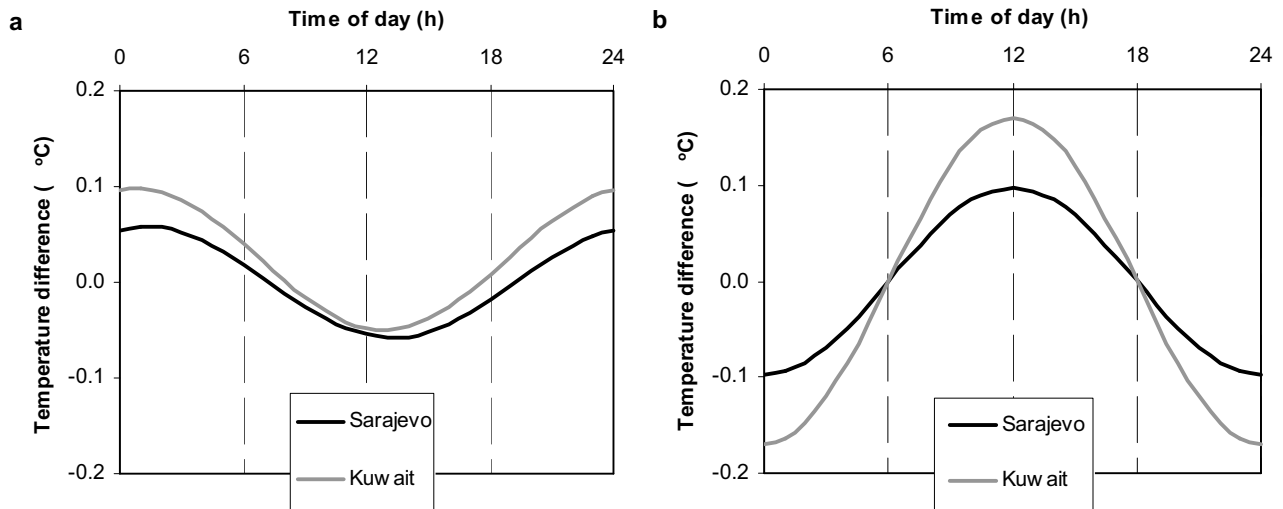 a
Time of day (h)
0 6 12 18 24
Temperature difference ( ºC)
0.2
0.1
0.0
-0.1
-0.2
Sarajevo
Kuw ait
b
Time of day (h)
0 6 12 18 24
Temperature difference ( ºC)
0.2
0.1
0.0
-0.1
-0.2
Sarajevo
Kuw ait